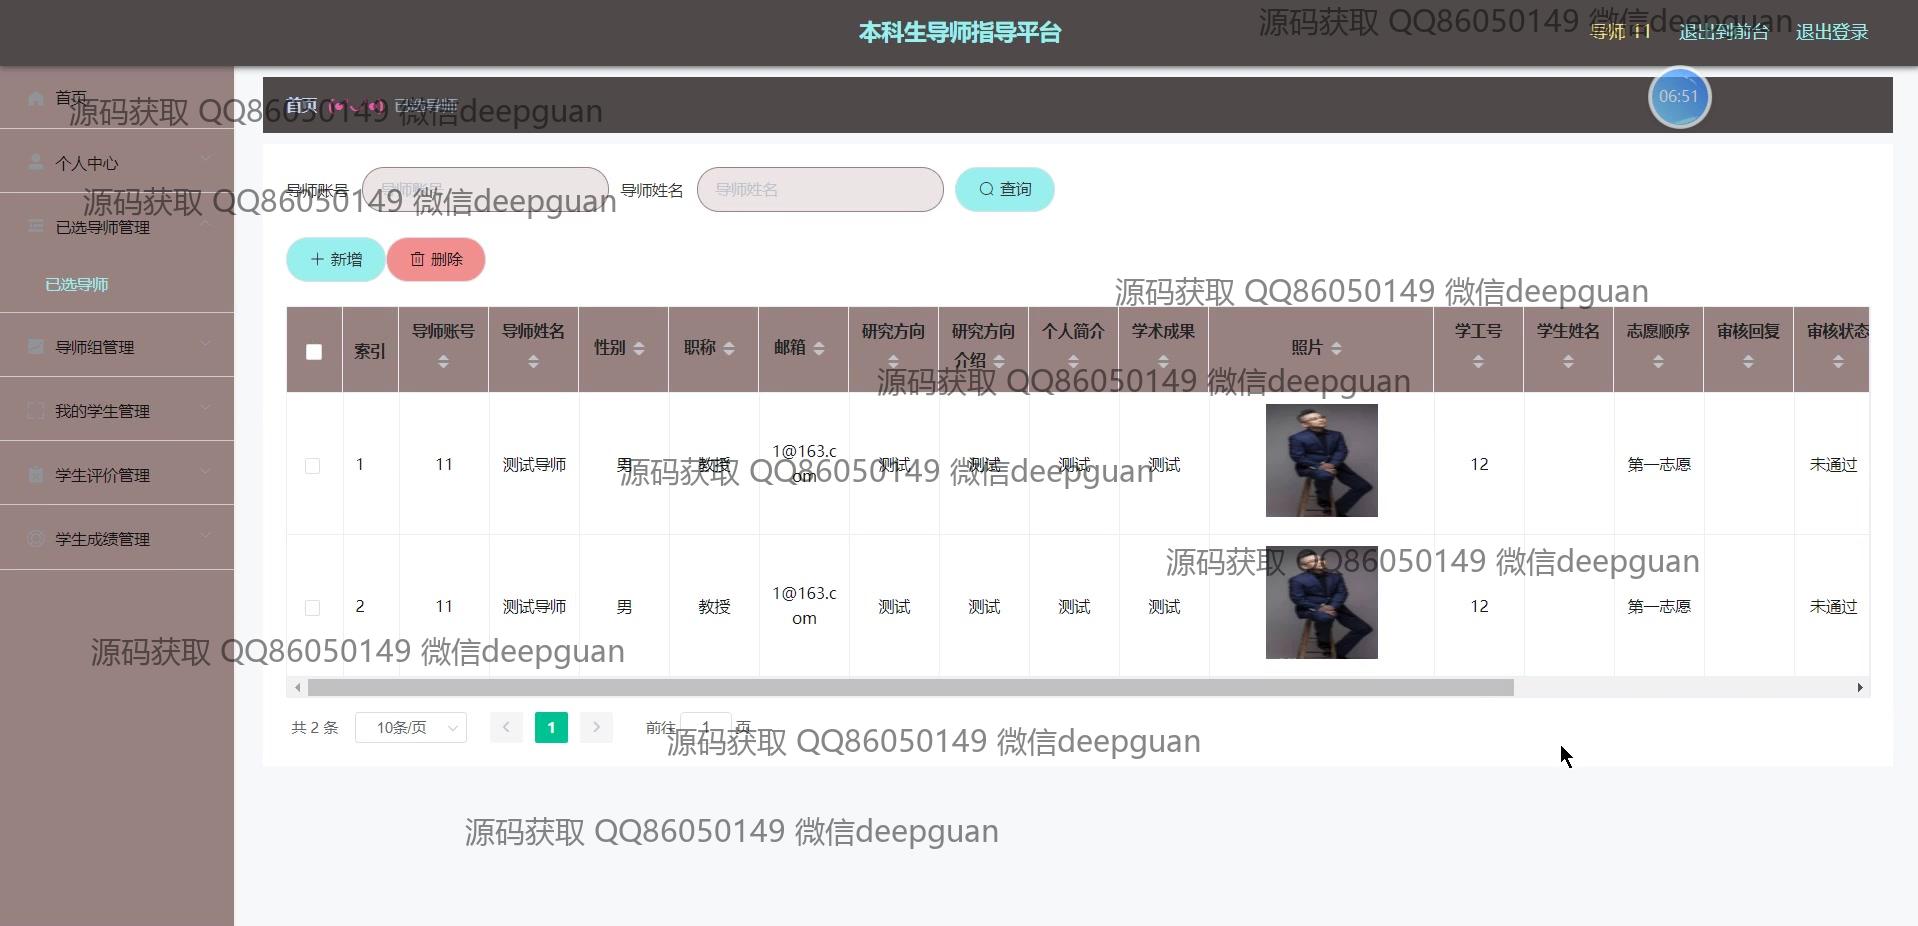 本科生导师指导平台
源码获取 QQ86050149 微信deepguan
导师 11 退出到前台 退出登录
首页
个人中心
已选导师管理
已选导师
导师组管理
我的学生管理
学生评价管理
学生成绩管理
首页 (●'◡'●) 已选导师
06:51
源码获取 QQ86050149 微信deepguan
导师账号 导师账号 导师姓名 导师姓名 查询
源码获取 QQ86050149 微信deepguan
新增 删除
源码获取 QQ86050149 微信deepguan
索引 导师账号 导师姓名 性别 职称 邮箱 研究方向 研究方向介绍 个人简介 学术成果 照片 学工号 学生姓名 志愿顺序 审核回复 审核状态
源码获取 QQ86050149 微信deepguan
1 11 测试导师 男 教授 1@163.com 测试 测试 测试 测试 12 第一志愿 未通过
源码获取 QQ86050149 微信deepguan
源码获取 QQ86050149 微信deepguan
2 11 测试导师 男 教授 1@163.com 测试 测试 测试 测试 12 第一志愿 未通过
源码获取 QQ86050149 微信deepguan
共 2 条 10条/页 1 前往 1 页
源码获取 QQ86050149 微信deepguan
源码获取 QQ86050149 微信deepguan